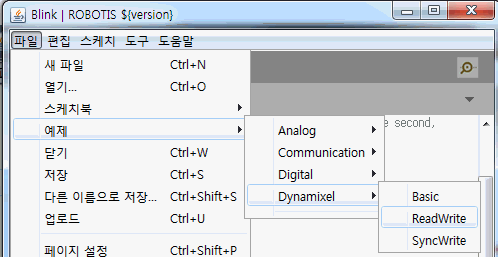 Blink | ROBOTIS ${version}
파일 편집 스케치 도구 도움말
새 파일 Ctrl+N
열기... Ctrl+O
스케치북
예제
닫기 Ctrl+W
저장 Ctrl+S
다른 이름으로 저장... Ctrl+Shift+S
업로드 Ctrl+U
페이지 설정 Ctrl+Shift+P
e second,
Analog
Communication
Digital
Dynamixel
Basic
ReadWrite
SyncWrite